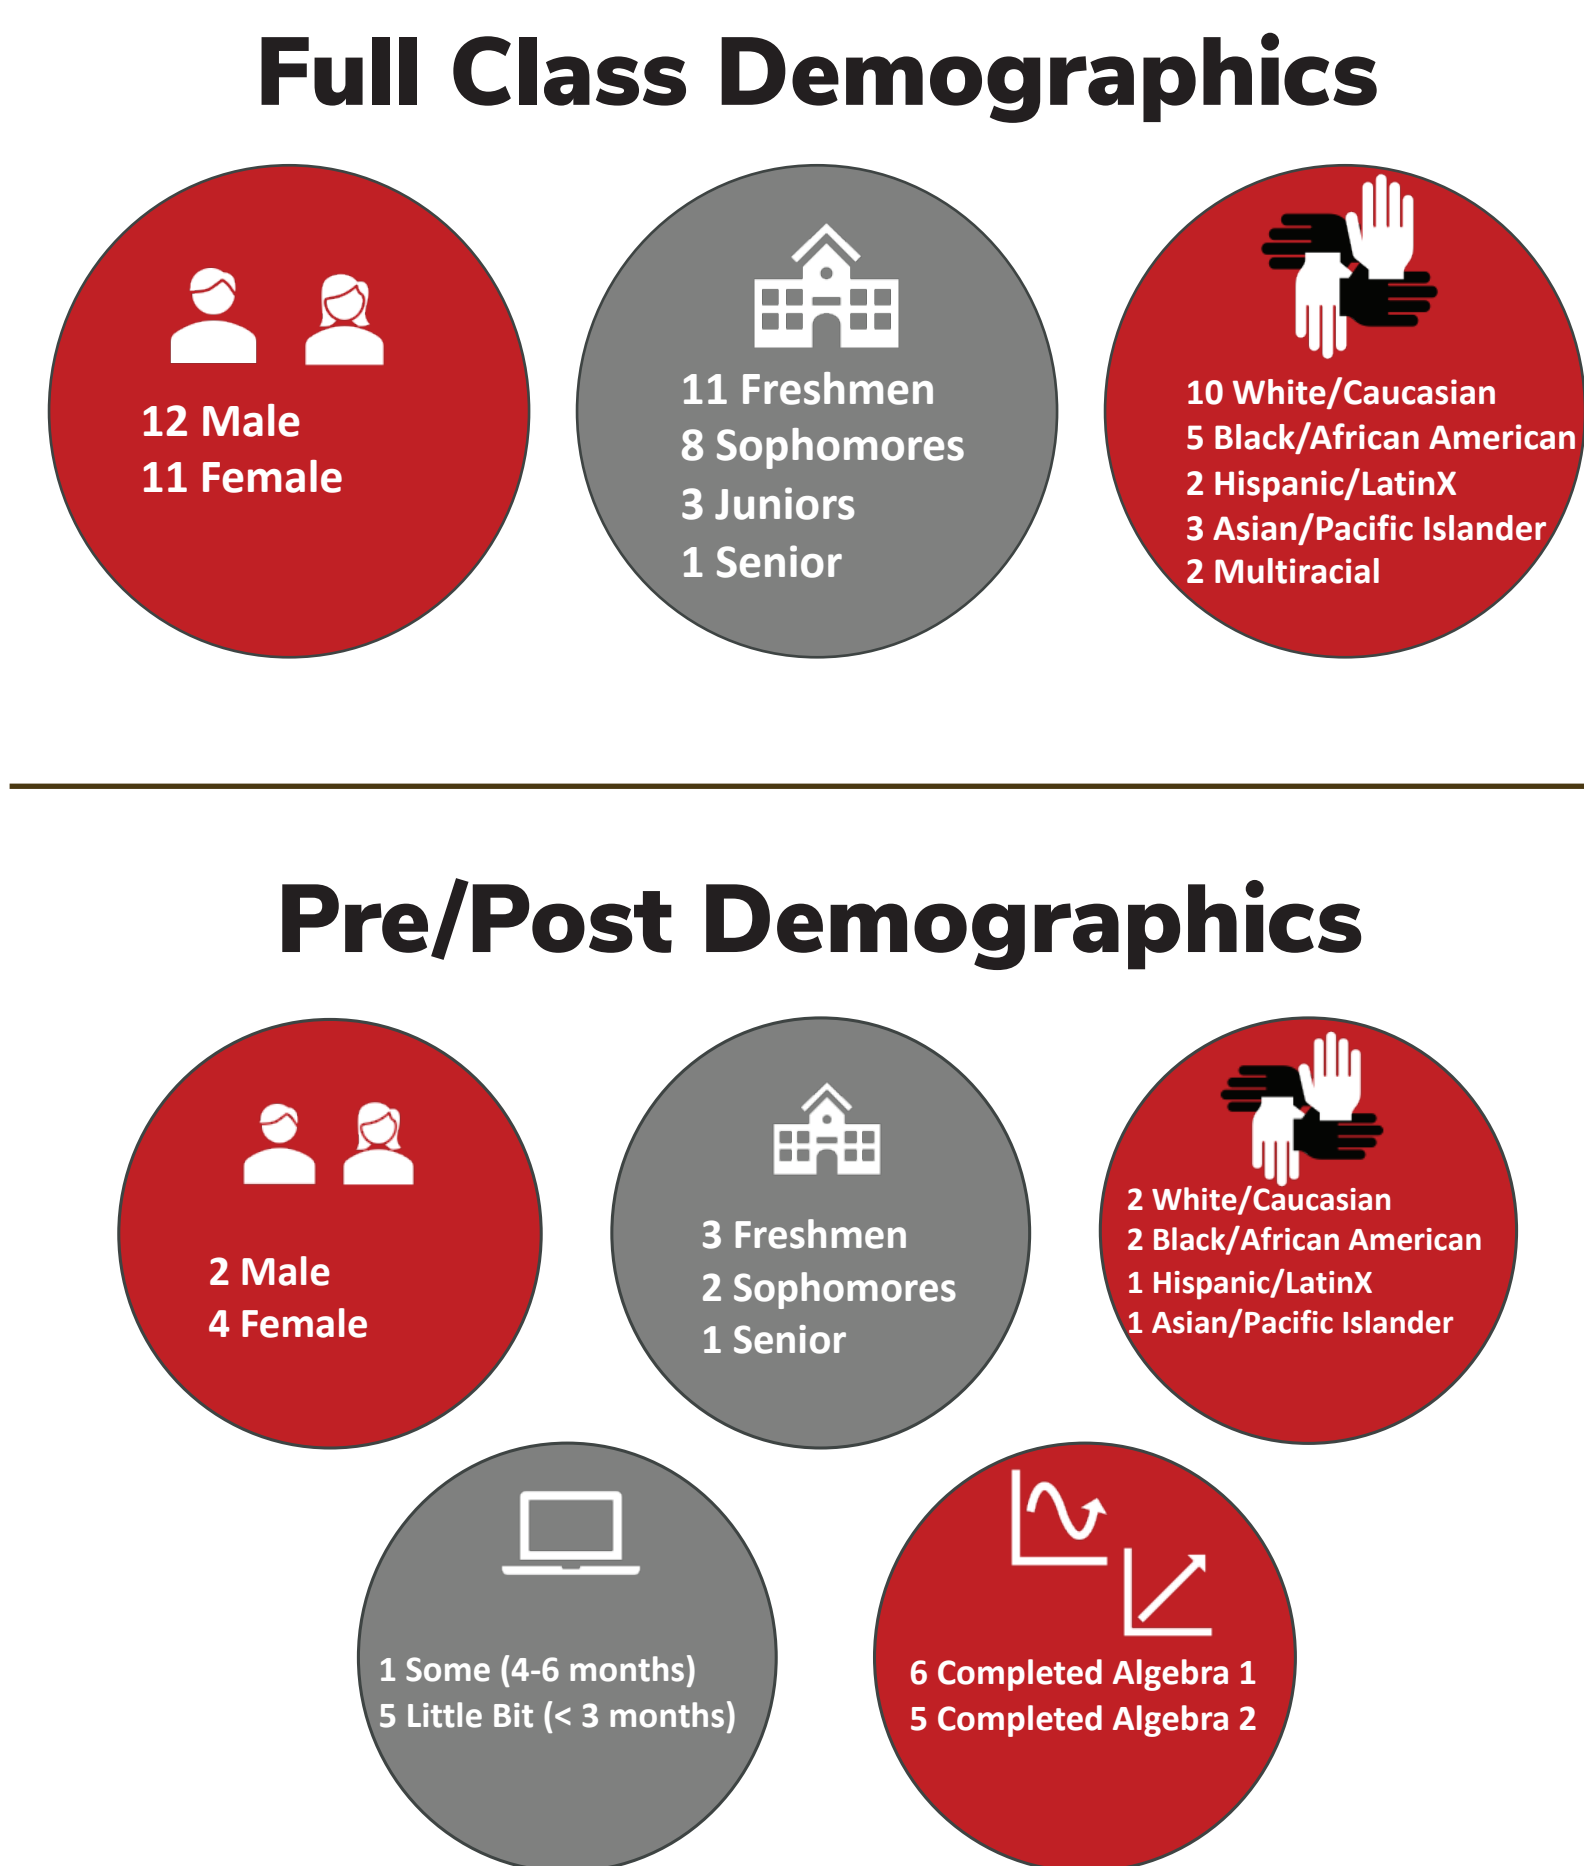 Full Class Demographics
12 Male
11 Female
11 Freshmen
8 Sophomores
3 Juniors
1 Senior
10 White/Caucasian
5 Black/African American
2 Hispanic/LatinX
3 Asian/Pacific Islander
2 Multiracial
Pre/Post Demographics
2 Male
4 Female
3 Freshmen
2 Sophomores
1 Senior
2 White/Caucasian
2 Black/African American
1 Hispanic/LatinX
1 Asian/Pacific Islander
1 Some (4-6 months)
5 Little Bit (< 3 months)
6 Completed Algebra 1
5 Completed Algebra 2